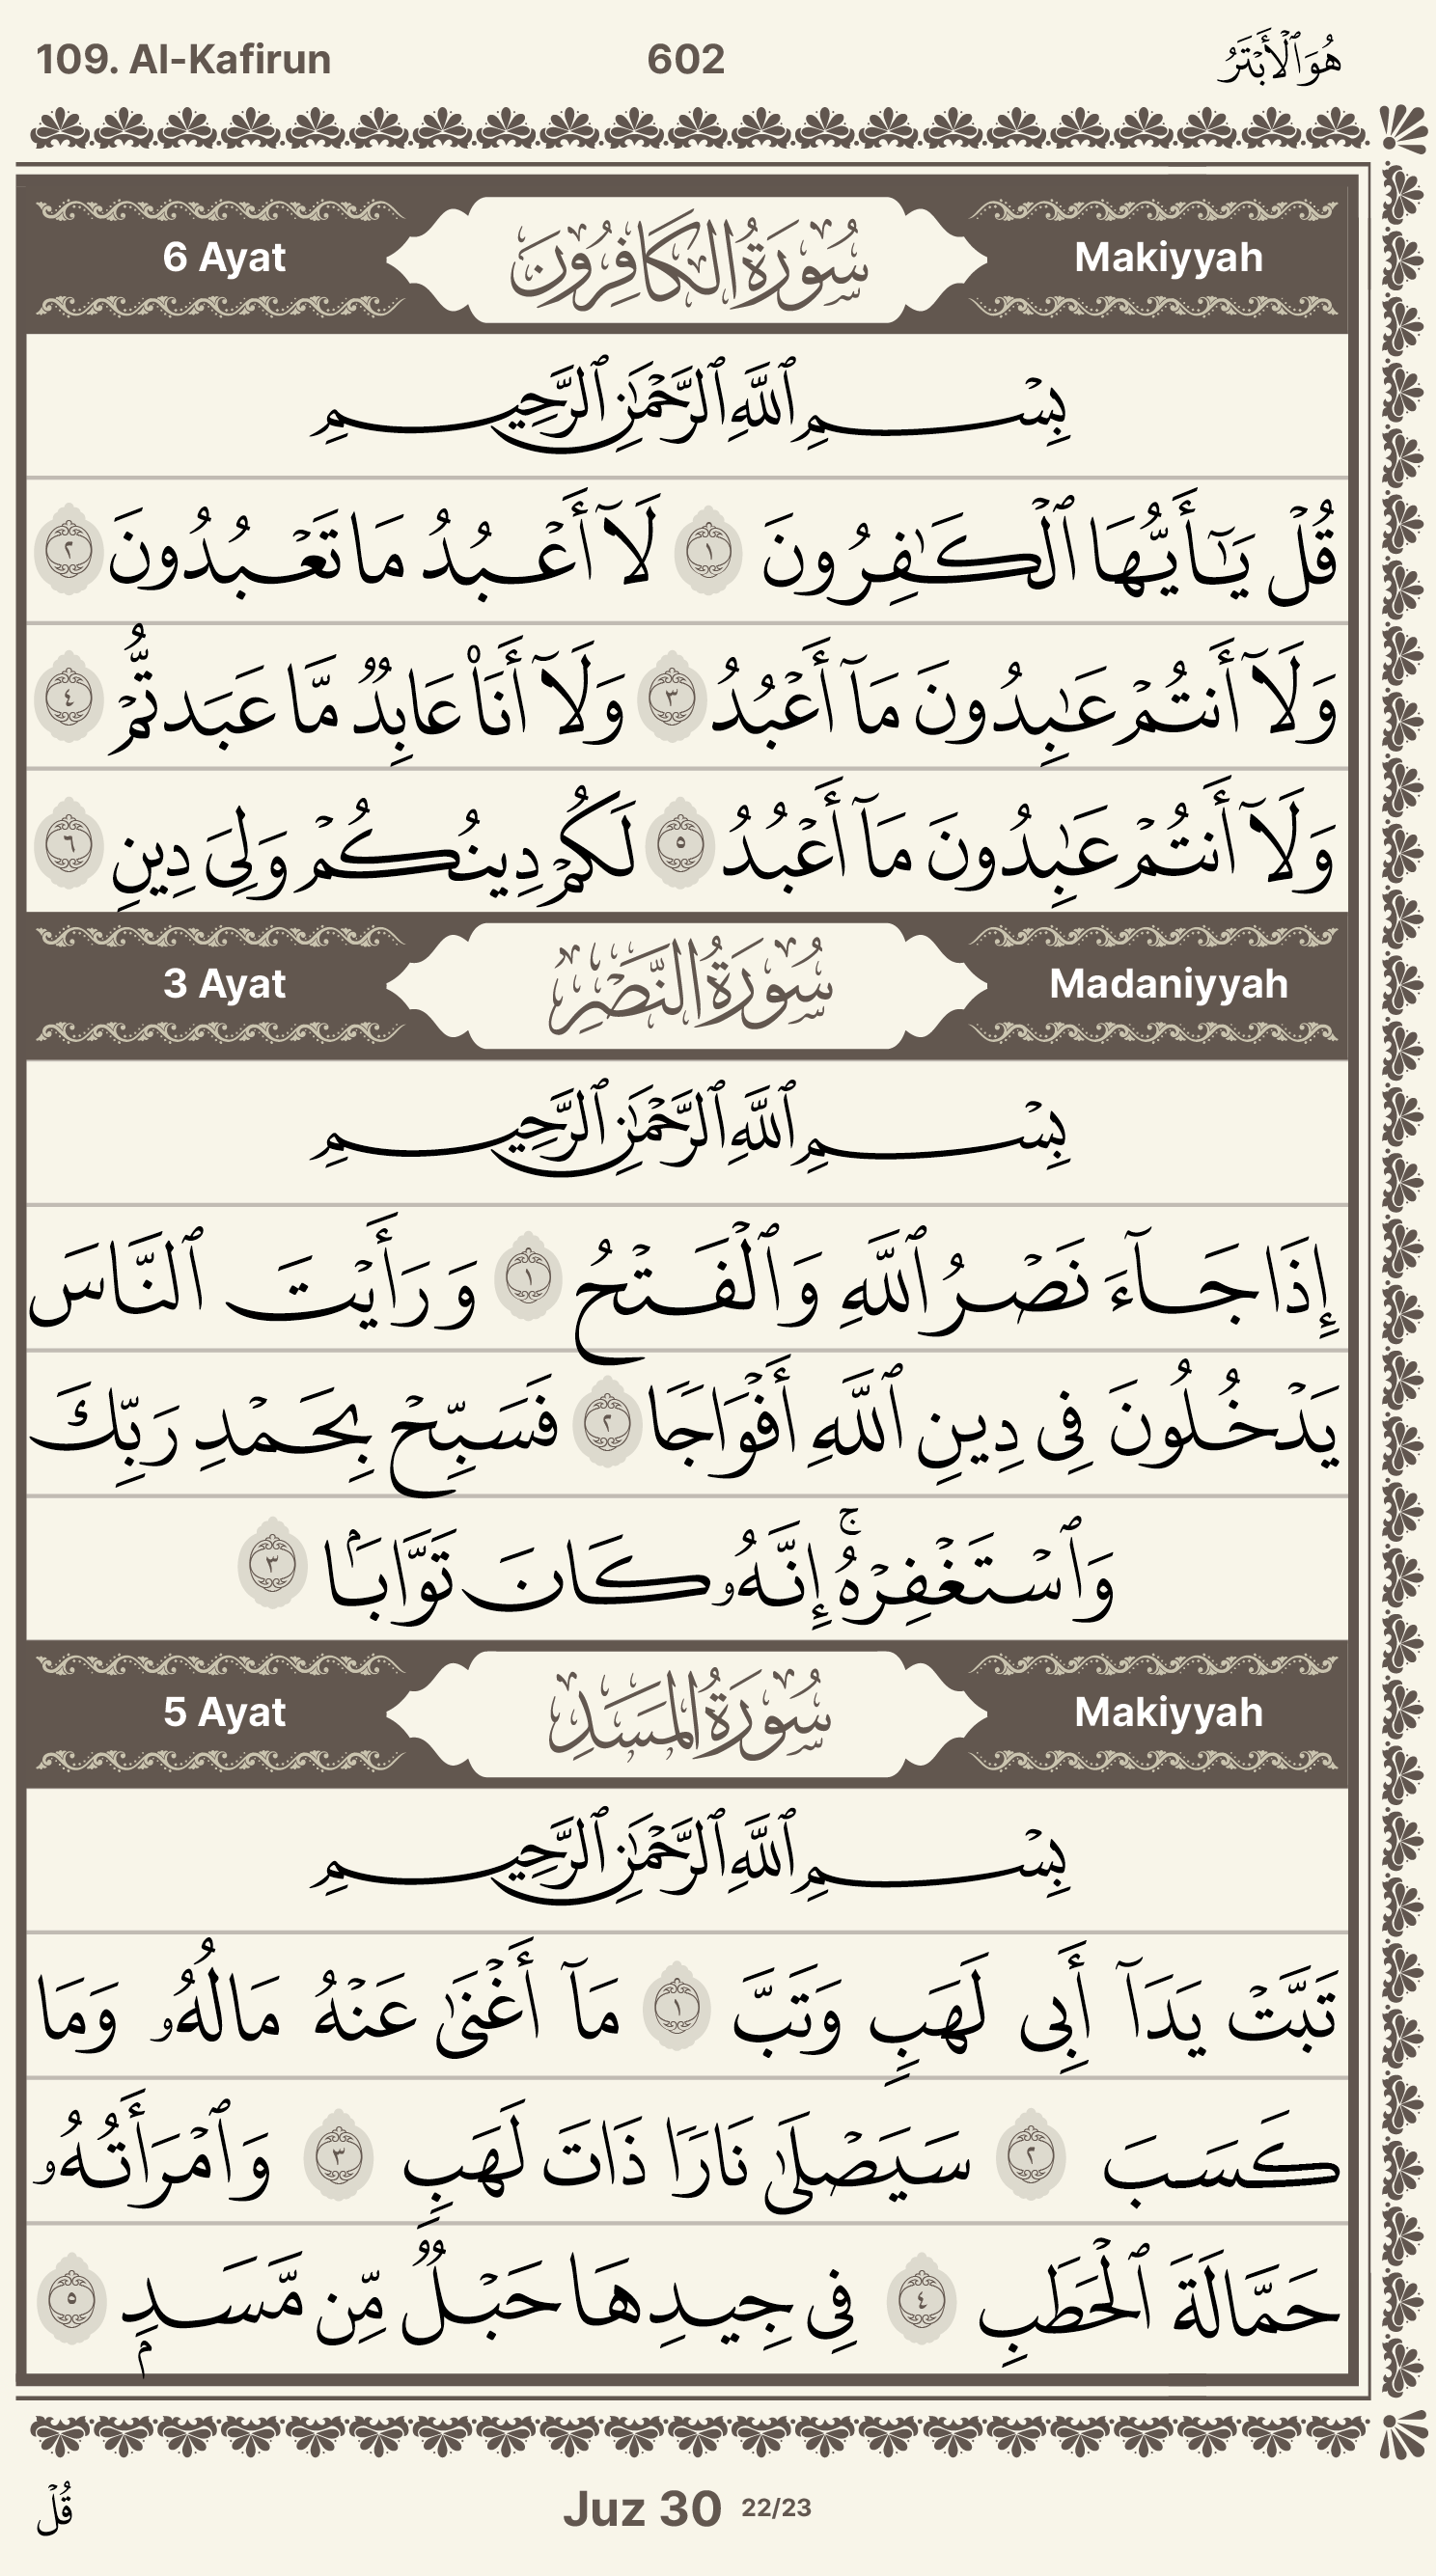 109. Al-Kafirun 602 هُوَ ٱلْأَبْتَرُ
6 Ayat سُورَةُ الكَافِرُونَ Makiyyah
بِسْمِ ٱللَّهِ ٱلرَّحْمَٰنِ ٱلرَّحِيمِ
قُلْ يَٰٓأَيُّهَا ٱلْكَٰفِرُونَ ١ لَآ أَعْبُدُ مَا تَعْبُدُونَ ٢
وَلَآ أَنتُمْ عَٰبِدُونَ مَآ أَعْبُدُ ٣ وَلَآ أَنَا۠ عَابِدٌ مَّا عَبَدتُّمْ ٤
وَلَآ أَنتُمْ عَٰبِدُونَ مَآ أَعْبُدُ ٥ لَكُمْ دِينُكُمْ وَلِىَ دِينِ ٦
3 Ayat سُورَةُ النَّصْرِ Madaniyyah
بِسْمِ ٱللَّهِ ٱلرَّحْمَٰنِ ٱلرَّحِيمِ
إِذَا جَآءَ نَصْرُ ٱللَّهِ وَٱلْفَتْحُ ١ وَرَأَيْتَ ٱلنَّاسَ
يَدْخُلُونَ فِى دِينِ ٱللَّهِ أَفْوَاجًا ٢ فَسَبِّحْ بِحَمْدِ رَبِّكَ
وَٱسْتَغْفِرْهُ ۚ إِنَّهُۥ كَانَ تَوَّابًۢا ٣
5 Ayat سُورَةُ المَسَدِ Makiyyah
بِسْمِ ٱللَّهِ ٱلرَّحْمَٰنِ ٱلرَّحِيمِ
تَبَّتْ يَدَآ أَبِى لَهَبٍ وَتَبَّ ١ مَآ أَغْنَىٰ عَنْهُ مَالُهُۥ وَمَا
كَسَبَ ٢ سَيَصْلَىٰ نَارًا ذَاتَ لَهَبٍ ٣ وَٱمْرَأَتُهُۥ
حَمَّالَةَ ٱلْحَطَبِ ٤ فِى جِيدِهَا حَبْلٌ مِّن مَّسَدٍۭ ٥
قُلْ Juz 30 22/23